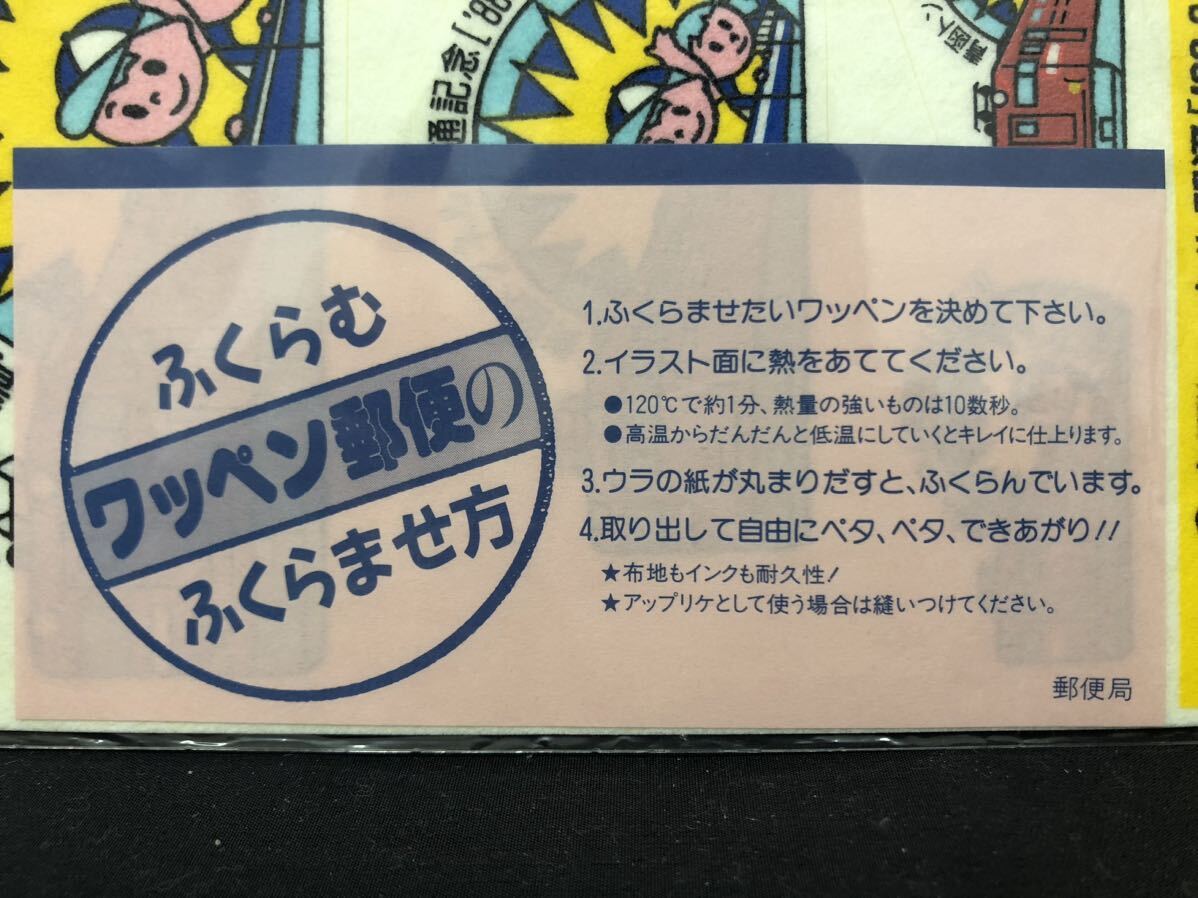 通記念['88
青函トン
ふくらむ
ワッペン郵便の
ふくらませ方
1.ふくらませたいワッペンを決めて下さい。
2.イラスト面に熱をあててください。
●120℃で約1分、熱量の強いものは10数秒。
●高温からだんだんと低温にしていくとキレイに仕上ります。
3.ウラの紙が丸まりだすと、ふくらんでいます。
4.取り出して自由にペタ、ペタ、できあがり!!
★布地もインクも耐久性!
★アップリケとして使う場合は縫いつけてください。
郵便局